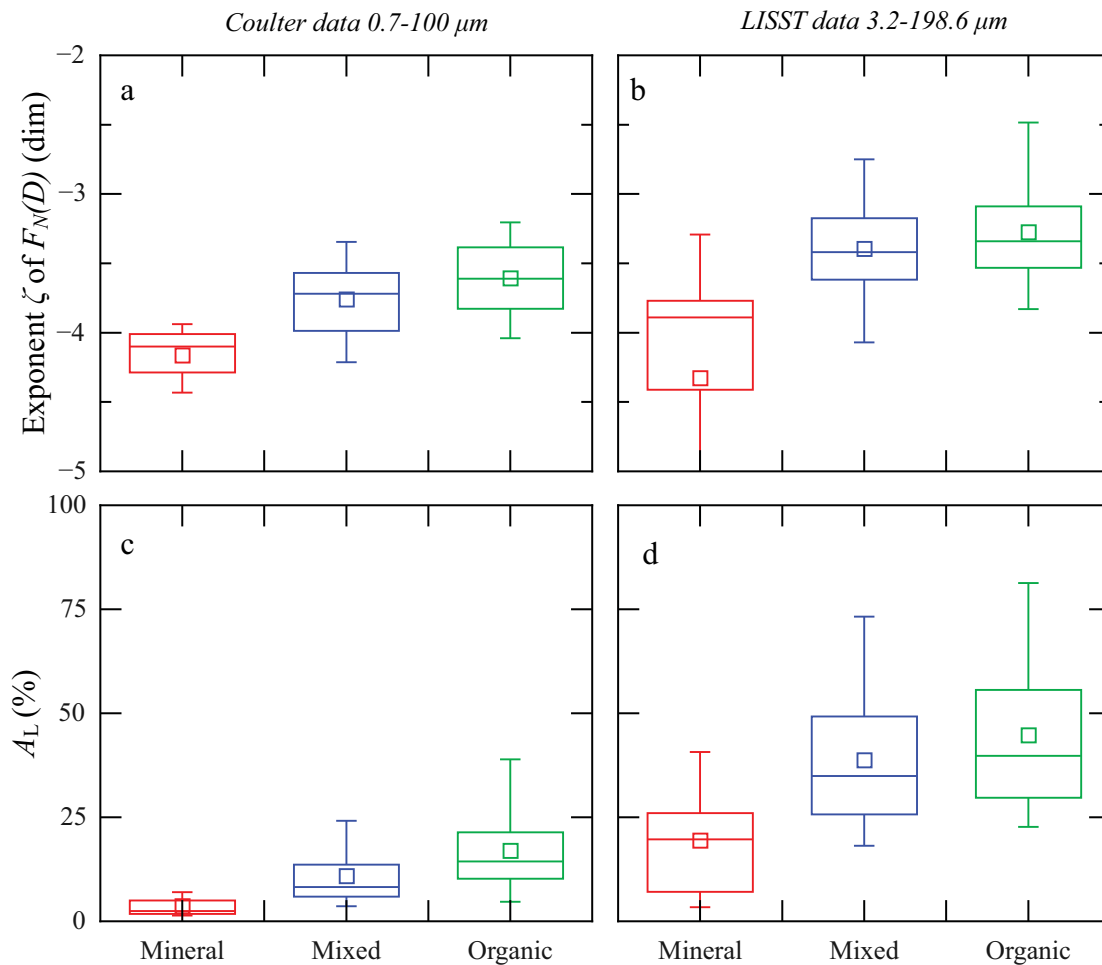 Coulter data 0.7-100 μm
LISST data 3.2-198.6 μm
Exponent ζ of F_N(D) (dim)
−2
−3
−4
−5
a
b
A_L (%)
100
75
50
25
0
c
d
Mineral
Mixed
Organic
Mineral
Mixed
Organic